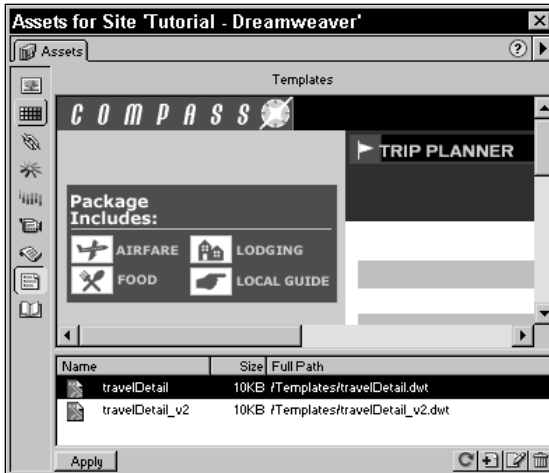 Assets for Site 'Tutorial - Dreamweaver'
Assets
Templates
COMPASS
TRIP PLANNER
Package
Includes:
AIRFARE LODGING
FOOD LOCAL GUIDE
Name Size Full Path
travelDetail 10KB /Templates/travelDetail.dwt
travelDetail_v2 10KB /Templates/travelDetail_v2.dwt
Apply